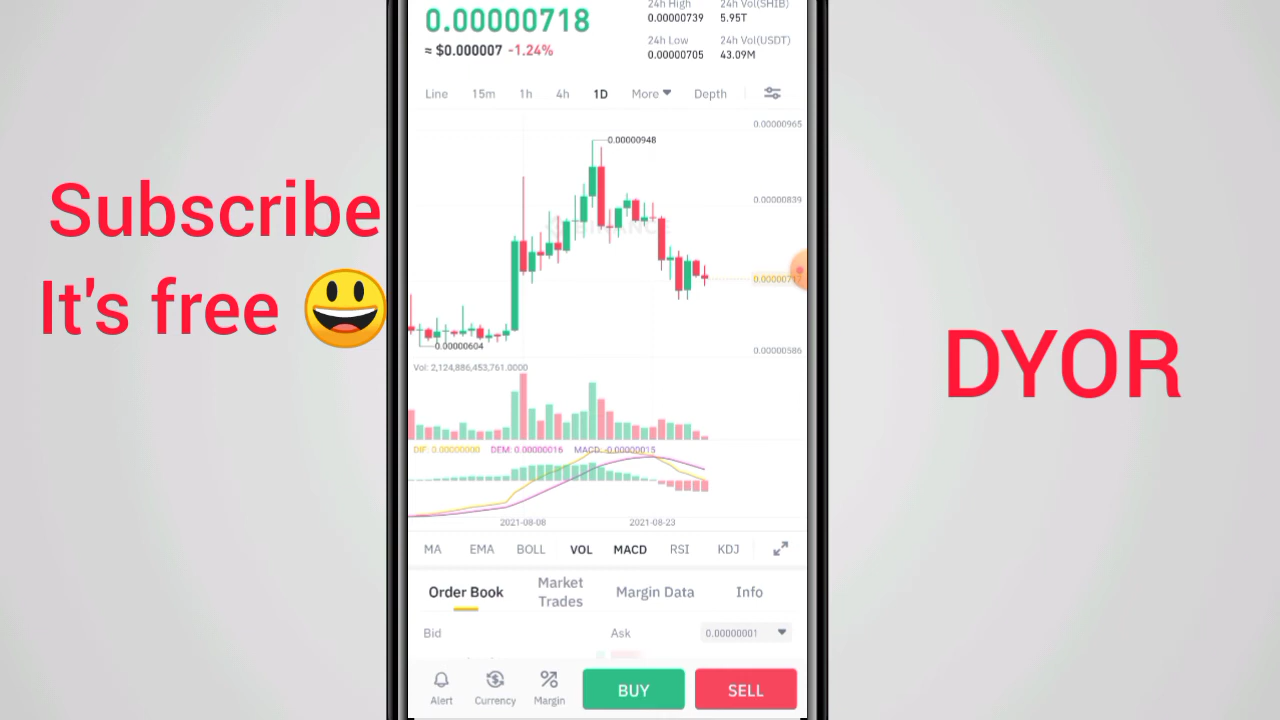 24h High
24h Vol(SHIB)
0.00000718
0.00000739
5.95T
≈ $0.000007 -1.24%
24h Low
24h Vol(USDT)
0.00000705
43.09M
Line
15m
1h
4h
1D
More
Depth
0.00000965
0.00000948
0.00000839
BINANCE
Subscribe
It's free 😃
0.00000717
DYOR
0.00000604
0.00000586
Vol: 2,124,886,453,761.0000
DIF: 0.00000000 DEM: 0.00000016 MACD: -0.00000015
2021-08-08
2021-08-23
MA
EMA
BOLL
VOL
MACD
RSI
KDJ
Order Book
Market
Trades
Margin Data
Info
Bid
Ask
0.00000001
Alert
Currency
Margin
BUY
SELL